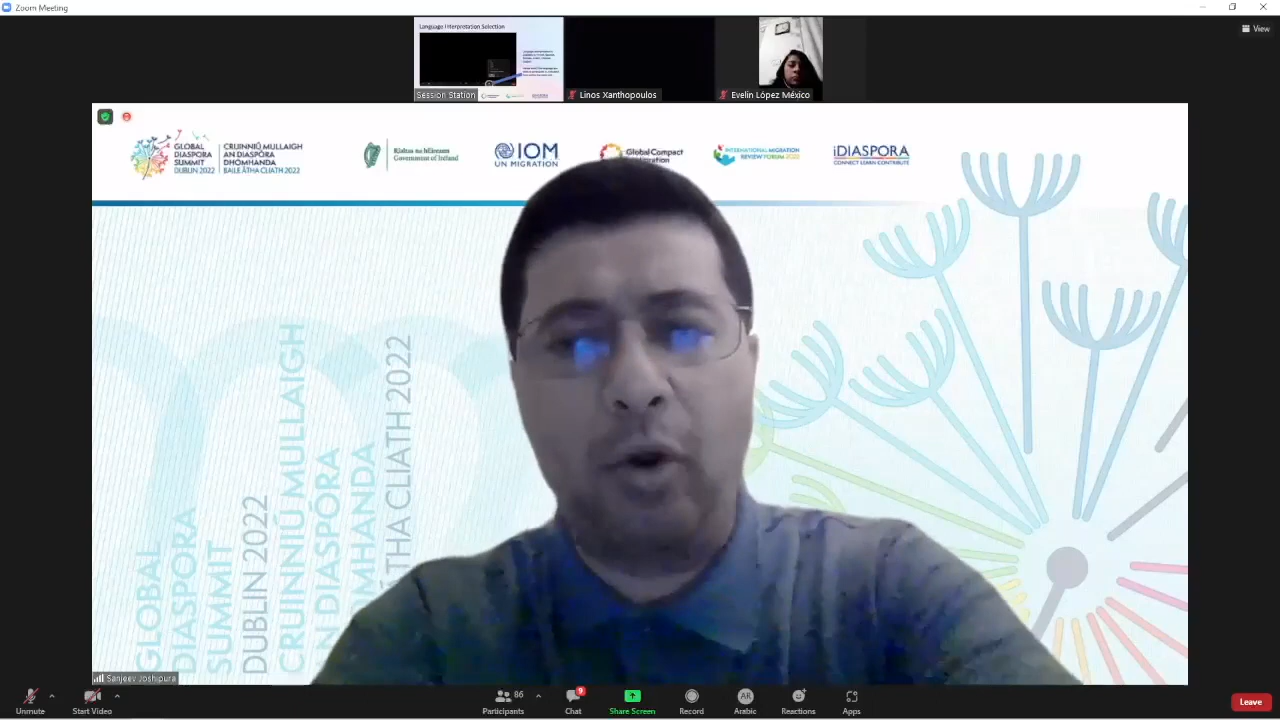 Zoom Meeting
View
Language Interpretation Selection
Session Station
Linos Xanthopoulos
Evelin López México
GLOBAL
DIASPORA
SUMMIT
DUBLIN 2022
CRUINNIÚ MULLAIGH
AN DIASPÓRA
DHOMHANDA
BAILE ÁTHA CLIATH 2022
Rialtas na hÉireann
Government of Ireland
IOM
UN MIGRATION
Global Compact
INTERNATIONAL MIGRATION
REVIEW FORUM 2022
iDIASPORA
CONNECT LEARN CONTRIBUTE
GLOBAL
DIASPORA
SUMMIT
DUBLIN 2022
CRUINNIÚ MULLAIGH
N DIASPÓRA
MHANDA
ÁTHA CLIATH 2022
Sanjeev Joshipura
Unmute
Start Video
86
Participants
9
Chat
Share Screen
Record
AR
Arabic
Reactions
Apps
Leave